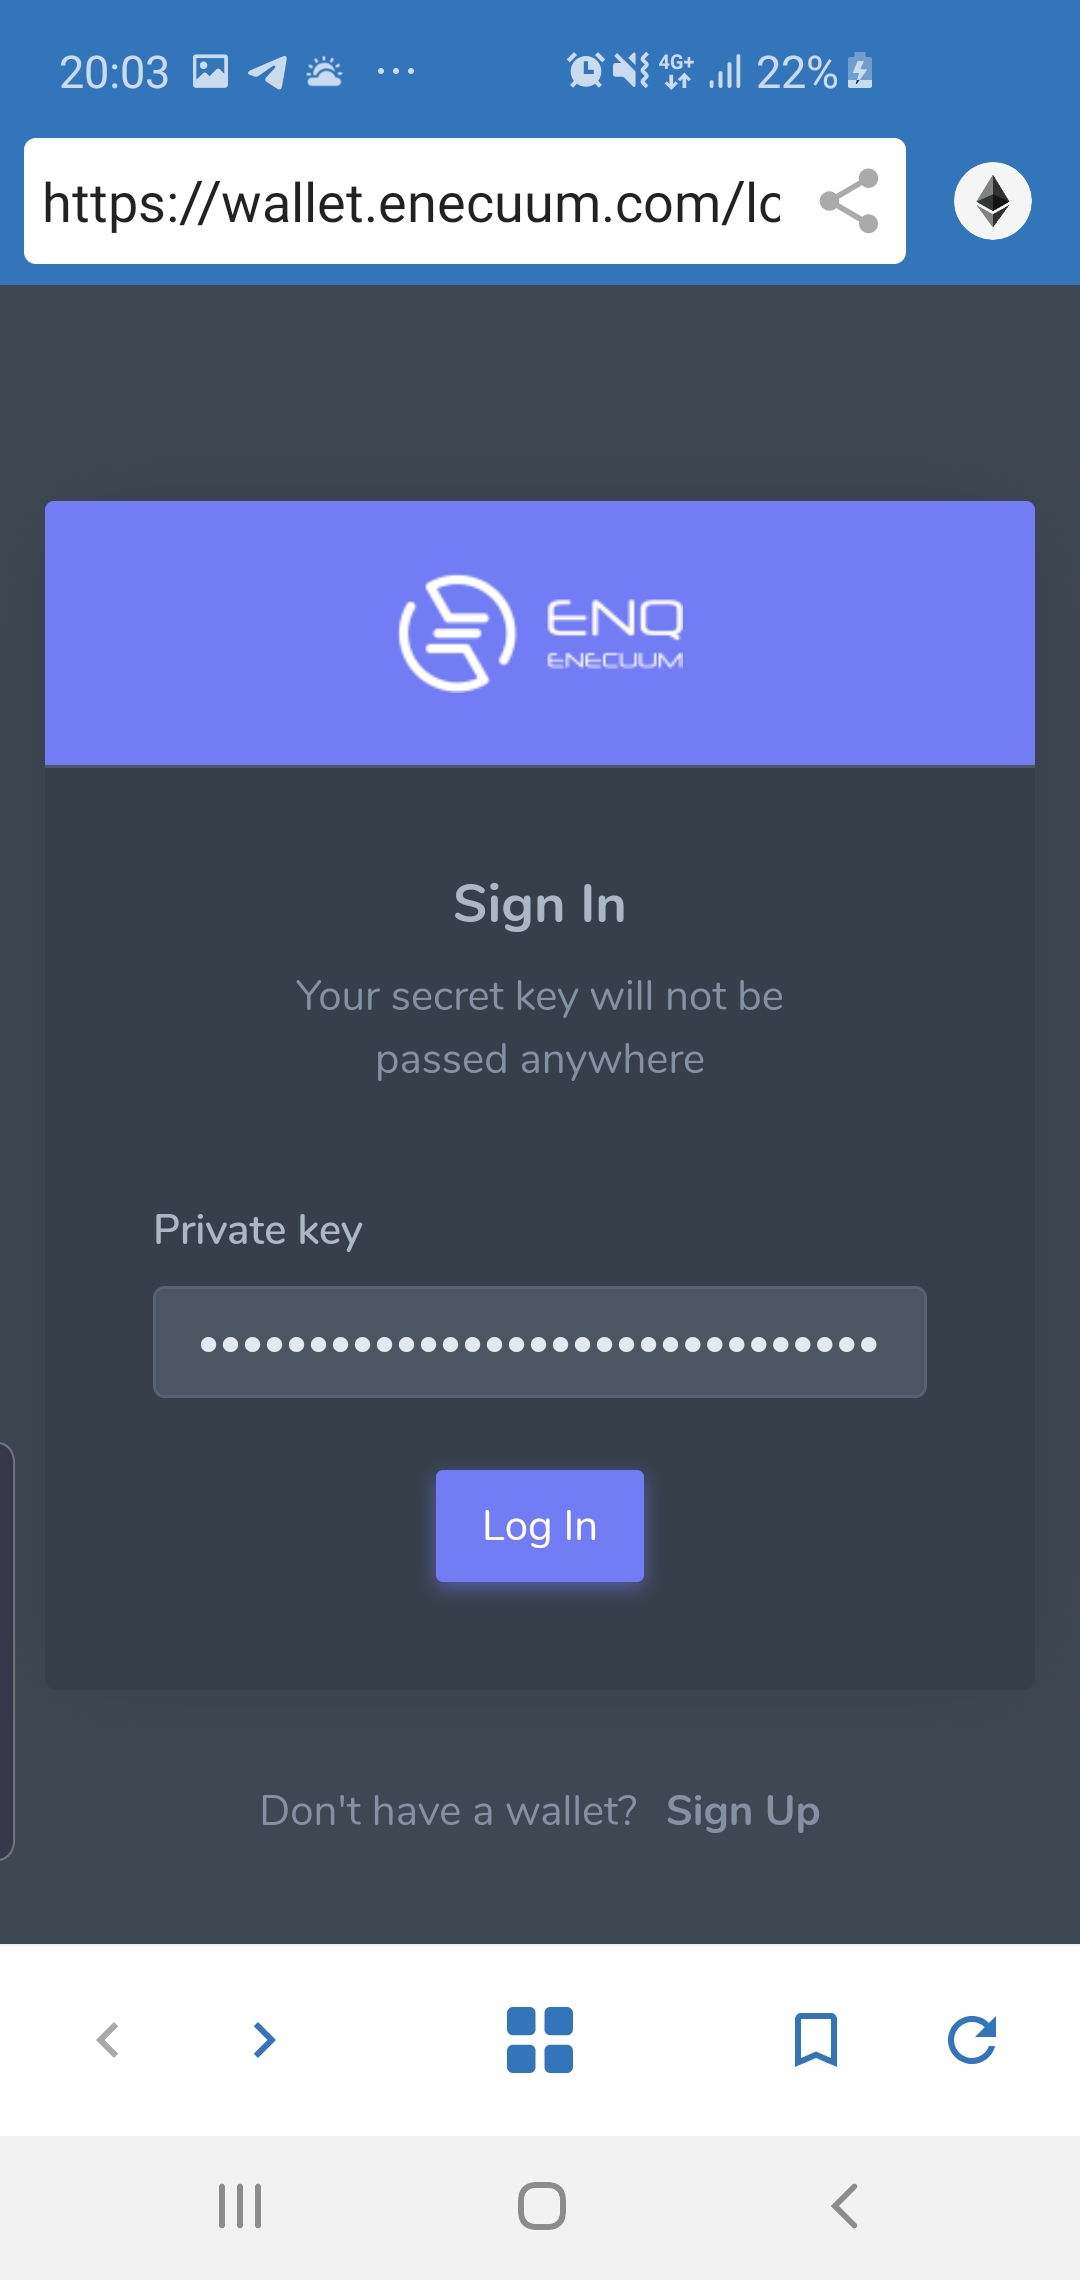 20:03 4G+ 22%
https://wallet.enecuum.com/lo
ENQ
ENECUUM
Sign In
Your secret key will not be
passed anywhere
Private key
Log In
Don't have a wallet? Sign Up